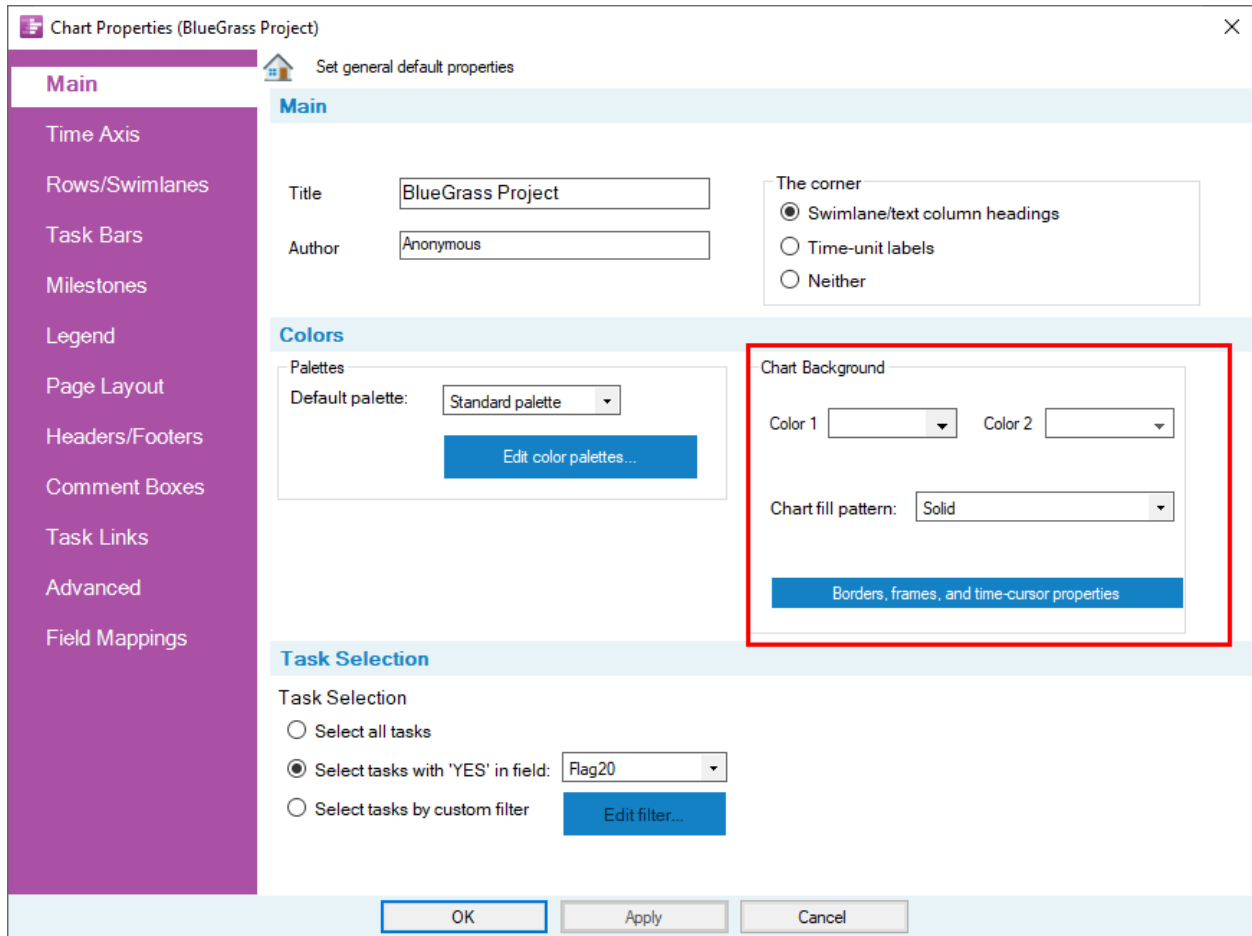 Chart Properties (BlueGrass Project)
Main
Time Axis
Rows/Swimlanes
Task Bars
Milestones
Legend
Page Layout
Headers/Footers
Comment Boxes
Task Links
Advanced
Field Mappings
Set general default properties
Main
Title
BlueGrass Project
Author
Anonymous
The corner
Swimlane/text column headings
Time-unit labels
Neither
Colors
Palettes
Default palette:
Standard palette
Edit color palettes...
Chart Background
Color 1
Color 2
Chart fill pattern:
Solid
Borders, frames, and time-cursor properties
Task Selection
Task Selection
Select all tasks
Select tasks with 'YES' in field:
Flag20
Select tasks by custom filter
Edit filter...
OK
Apply
Cancel